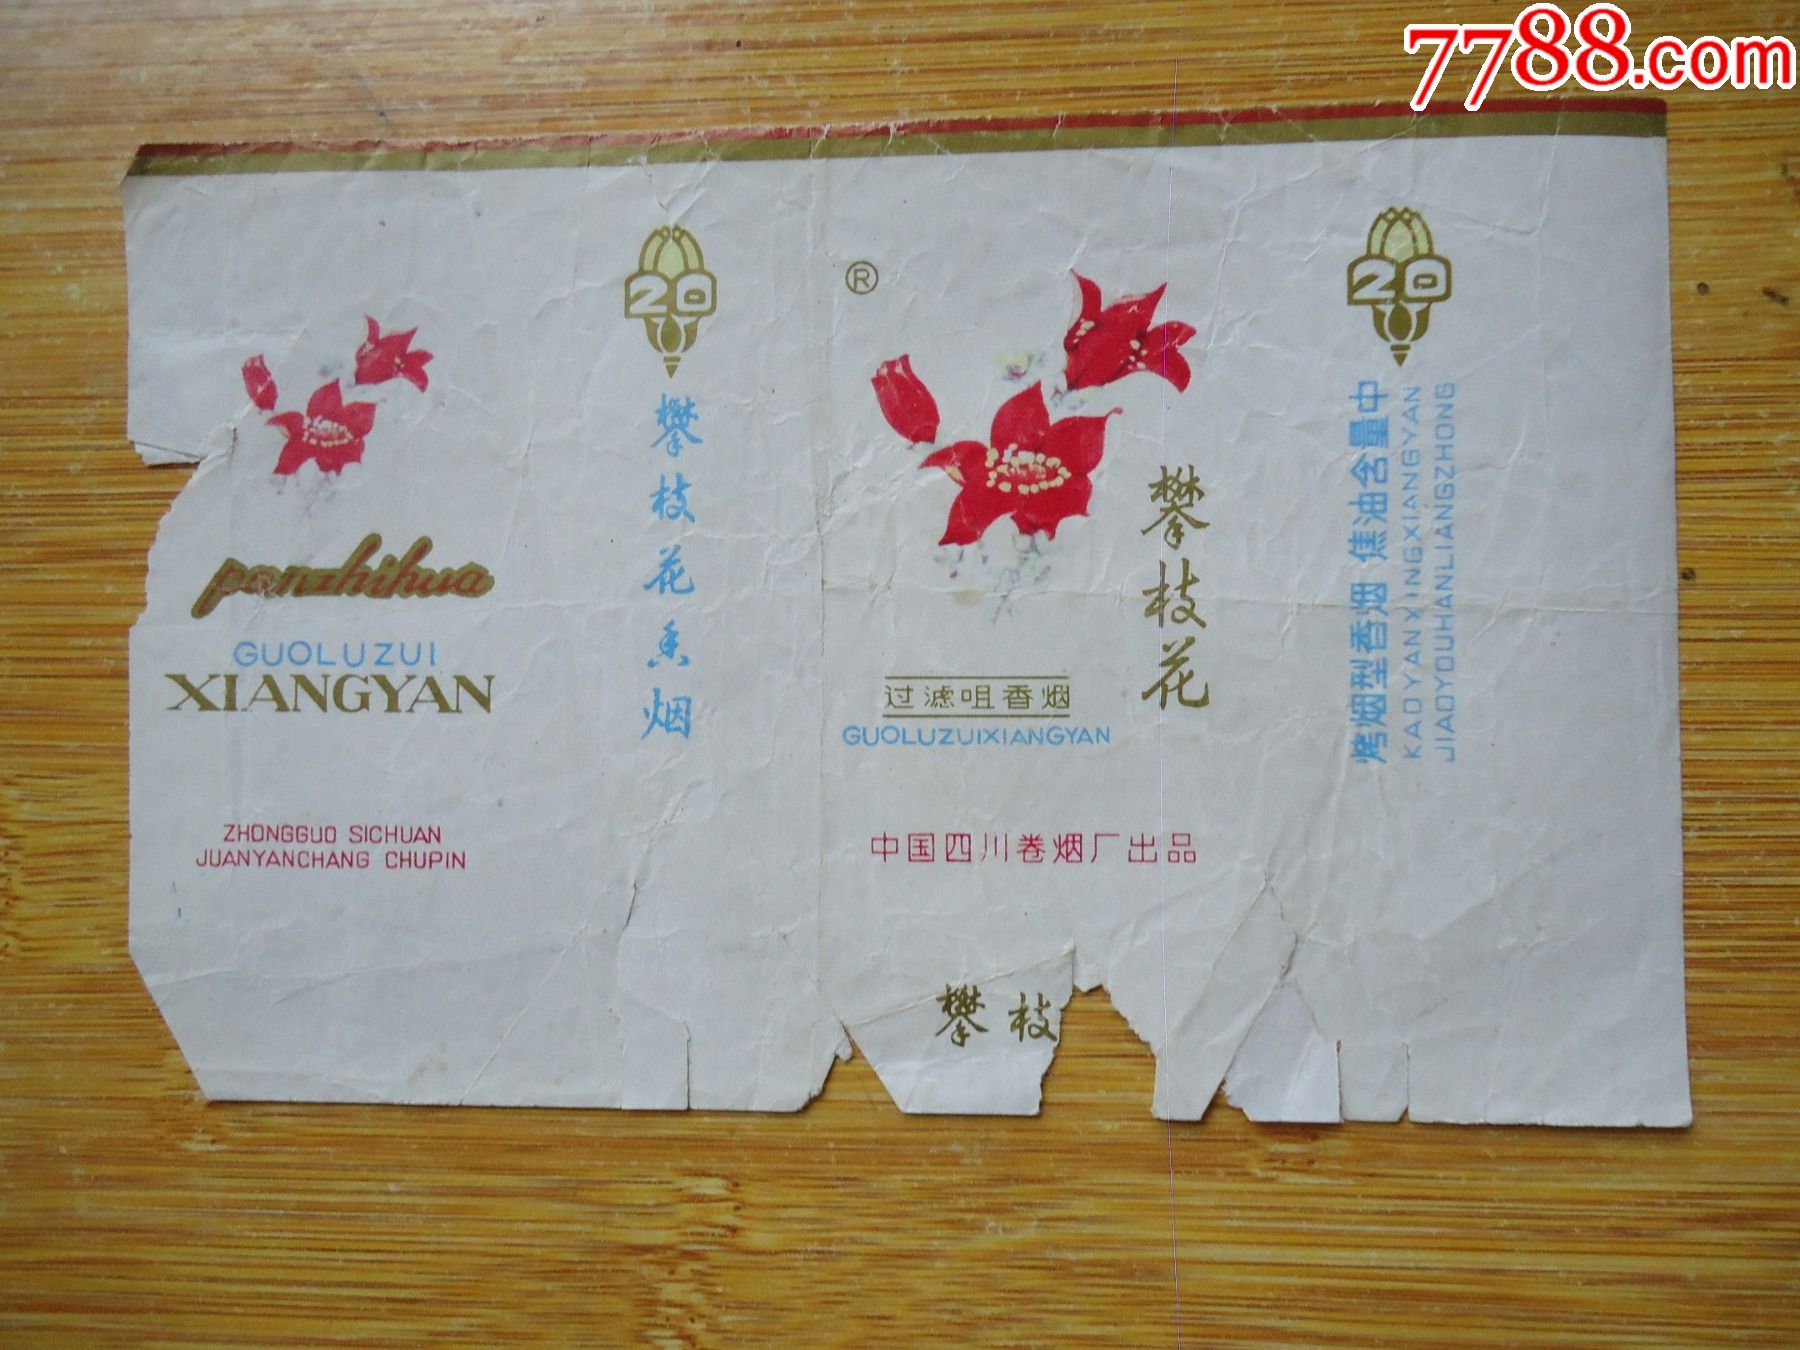 7788.com
panzhihua
GUOLUZUI
XIANGYAN
ZHONGGUO SICHUAN
JUANYANCHANG CHUPIN
20
攀枝花香烟
®
攀枝花
过滤咀香烟
GUOLUZUIXIANGYAN
中国四川卷烟厂出品
攀枝
20
烤烟型香烟 焦油含量中
KAOYANXINGXIANGYAN
JIAOYOUHANLIANGZHONG